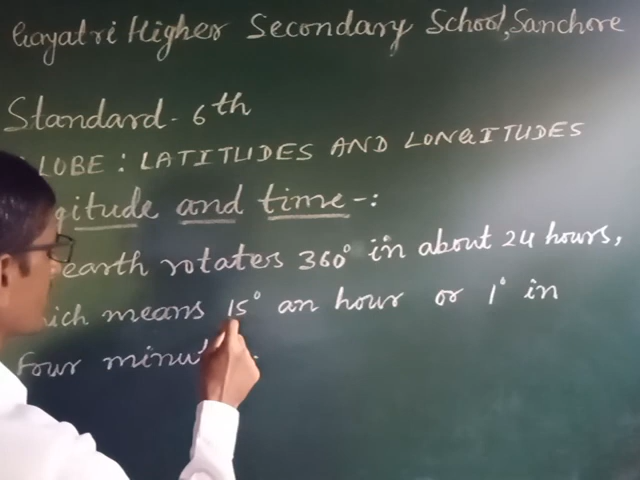 Gayatri Higher Secondary School, Sanchore
Standard - 6th
LOBE : LATITUDES AND LONGITUDES
gitude and time -:
earth rotates 360° in about 24 hours,
ich means 15° an hour or 1° in
four minu